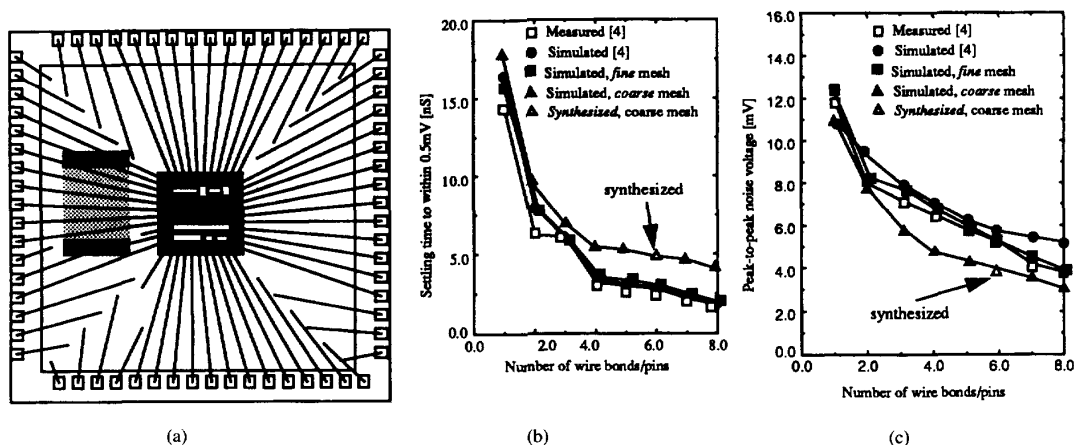 20.0
17.5
15.0
10.0
5.0
0.0
Settling time to within 0.5mV [nS]
Measured [4]
Simulated [4]
Simulated, fine mesh
Simulated, coarse mesh
Synthesized, coarse mesh
synthesized
0.0
2.0
4.0
6.0
8.0
Number of wire bonds/pins
16.0
14.0
12.0
10.0
8.0
6.0
4.0
2.0
0.0
Peak-to-peak noise voltage [mV]
Measured [4]
Simulated [4]
Simulated, fine mesh
Simulated, coarse mesh
Synthesized, coarse mesh
synthesized
2.0
4.0
6.0
8.0
Number of wire bonds/pins
(a)
(b)
(c)